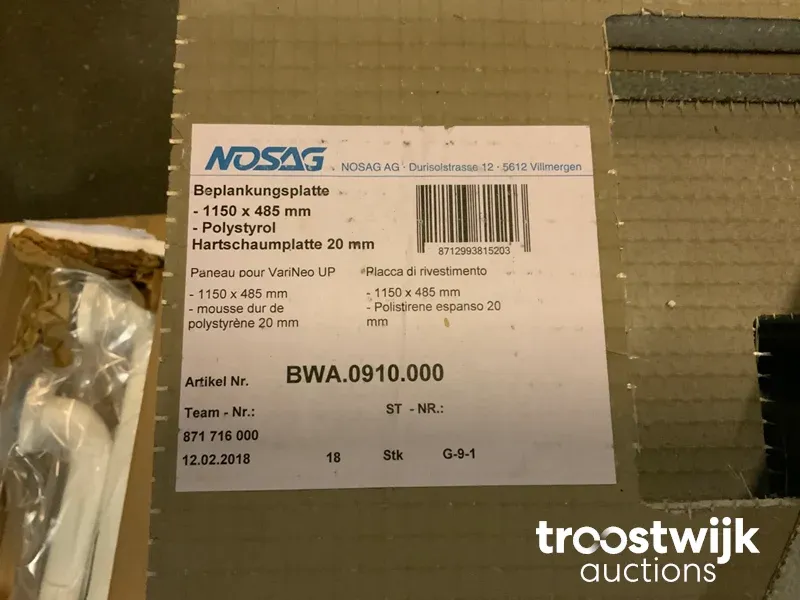 NOSAG
NOSAG AG · Durisolstrasse 12 · 5612 Villmergen
Beplankungsplatte
- 1150 x 485 mm
- Polystyrol
Hartschaumplatte 20 mm
8712993815203
Paneau pour VariNeo UP
- 1150 x 485 mm
- mousse dur de
polystyrène 20 mm
Placca di rivestimento
- 1150 x 485 mm
- Polistirene espanso 20
mm
Artikel Nr. BWA.0910.000
Team - Nr.: ST - NR.:
871 716 000
12.02.2018 18 Stk G-9-1
troostwijk
auctions